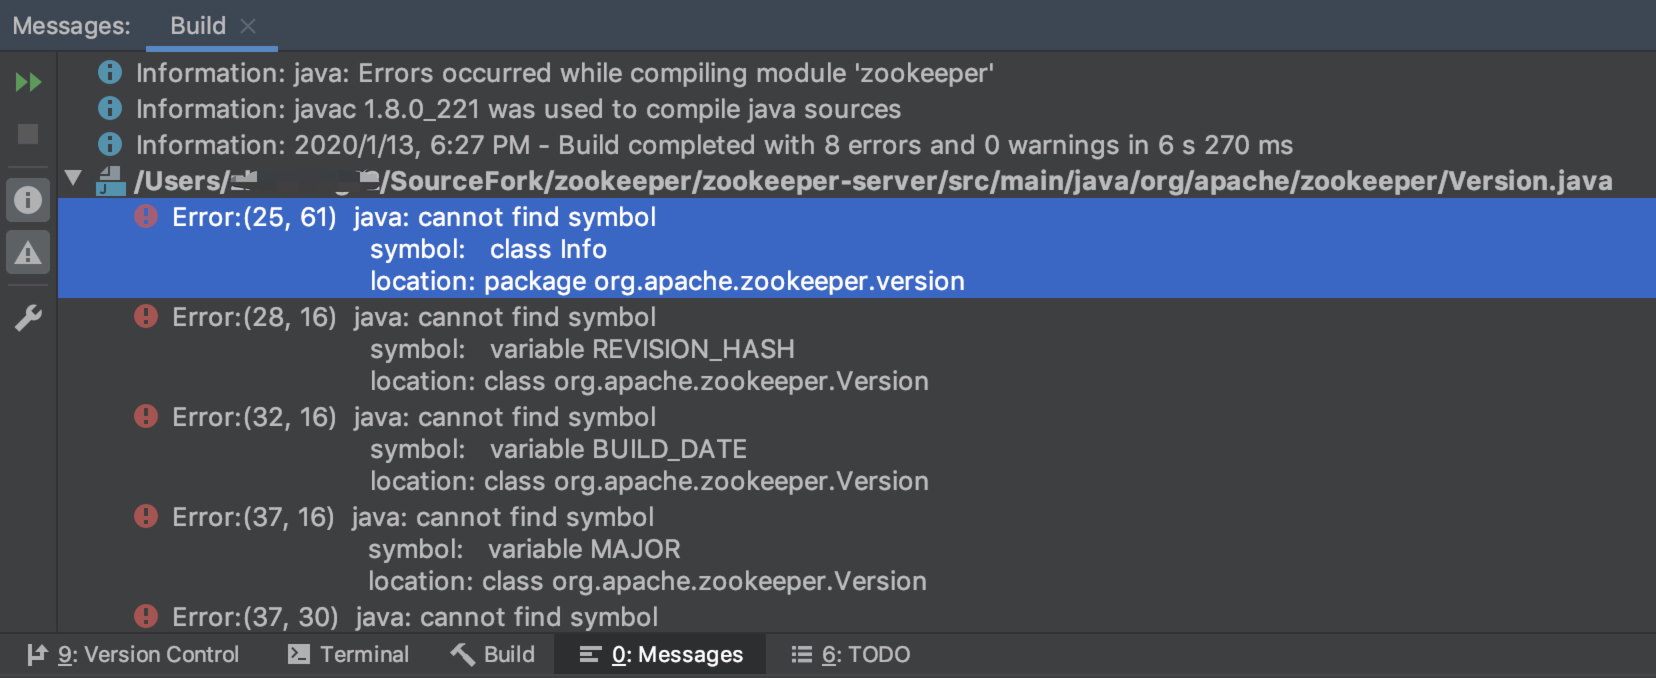 Messages: Build
Information: java: Errors occurred while compiling module 'zookeeper'
Information: javac 1.8.0_221 was used to compile java sources
Information: 2020/1/13, 6:27 PM - Build completed with 8 errors and 0 warnings in 6 s 270 ms
/Users/ /SourceFork/zookeeper/zookeeper-server/src/main/java/org/apache/zookeeper/Version.java
Error:(25, 61) java: cannot find symbol
symbol: class Info
location: package org.apache.zookeeper.version
Error:(28, 16) java: cannot find symbol
symbol: variable REVISION_HASH
location: class org.apache.zookeeper.Version
Error:(32, 16) java: cannot find symbol
symbol: variable BUILD_DATE
location: class org.apache.zookeeper.Version
Error:(37, 16) java: cannot find symbol
symbol: variable MAJOR
location: class org.apache.zookeeper.Version
Error:(37, 30) java: cannot find symbol
9: Version Control Terminal Build 0: Messages 6: TODO